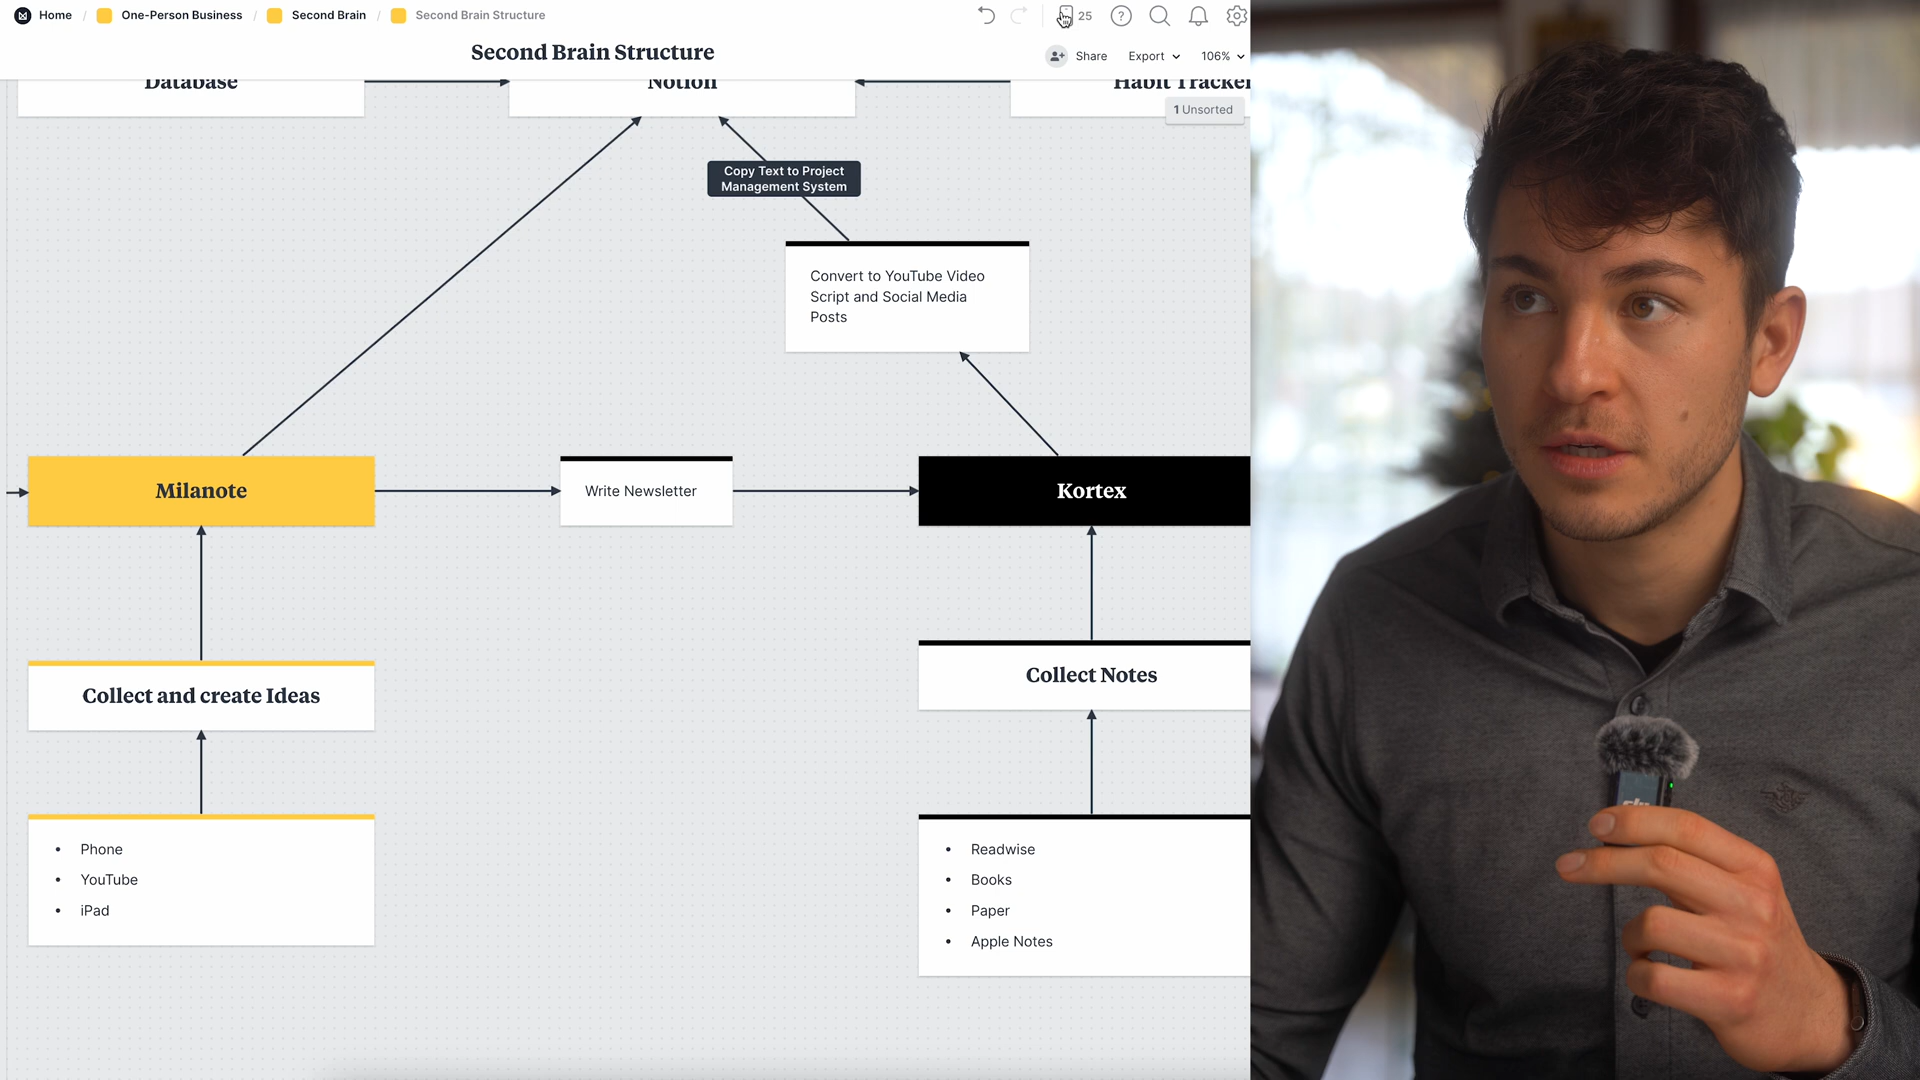 Home / One-Person Business / Second Brain / Second Brain Structure
25
Second Brain Structure
Share
Export
106%
Database
Notion
Habit Tracker
1 Unsorted
Copy Text to Project
Management System
Convert to YouTube Video
Script and Social Media
Posts
Milanote
Write Newsletter
Kortex
Collect and create Ideas
Collect Notes
• Phone
• YouTube
• iPad
• Readwise
• Books
• Paper
• Apple Notes